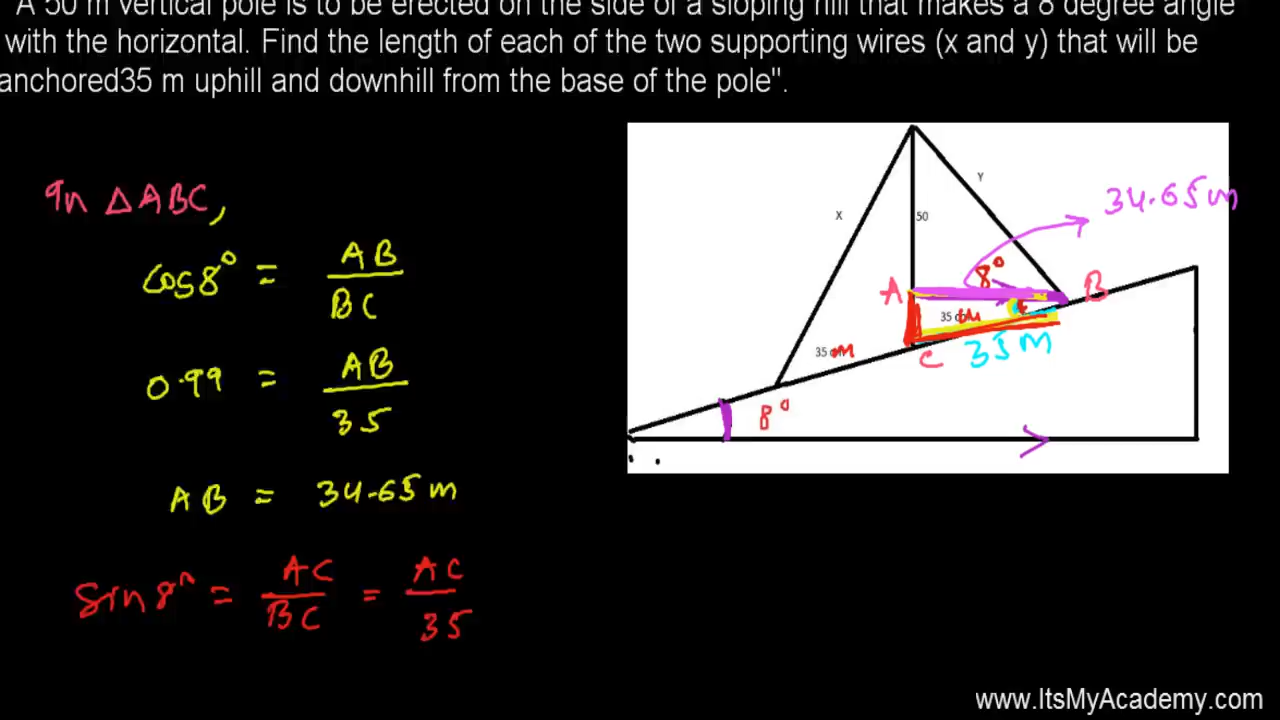 "A 50 m vertical pole is to be erected on the side of a sloping hill that makes a 8 degree angle
with the horizontal. Find the length of each of the two supporting wires (x and y) that will be
anchored35 m uphill and downhill from the base of the pole".
In △ABC,
cos8° = AB/BC
0.99 = AB/35
AB = 34.65m
Sin8° = AC/BC = AC/35
X
Y
50
34.65m
8°
A
B
35 m
35 m
C
35M
8°
www.ItsMyAcademy.com